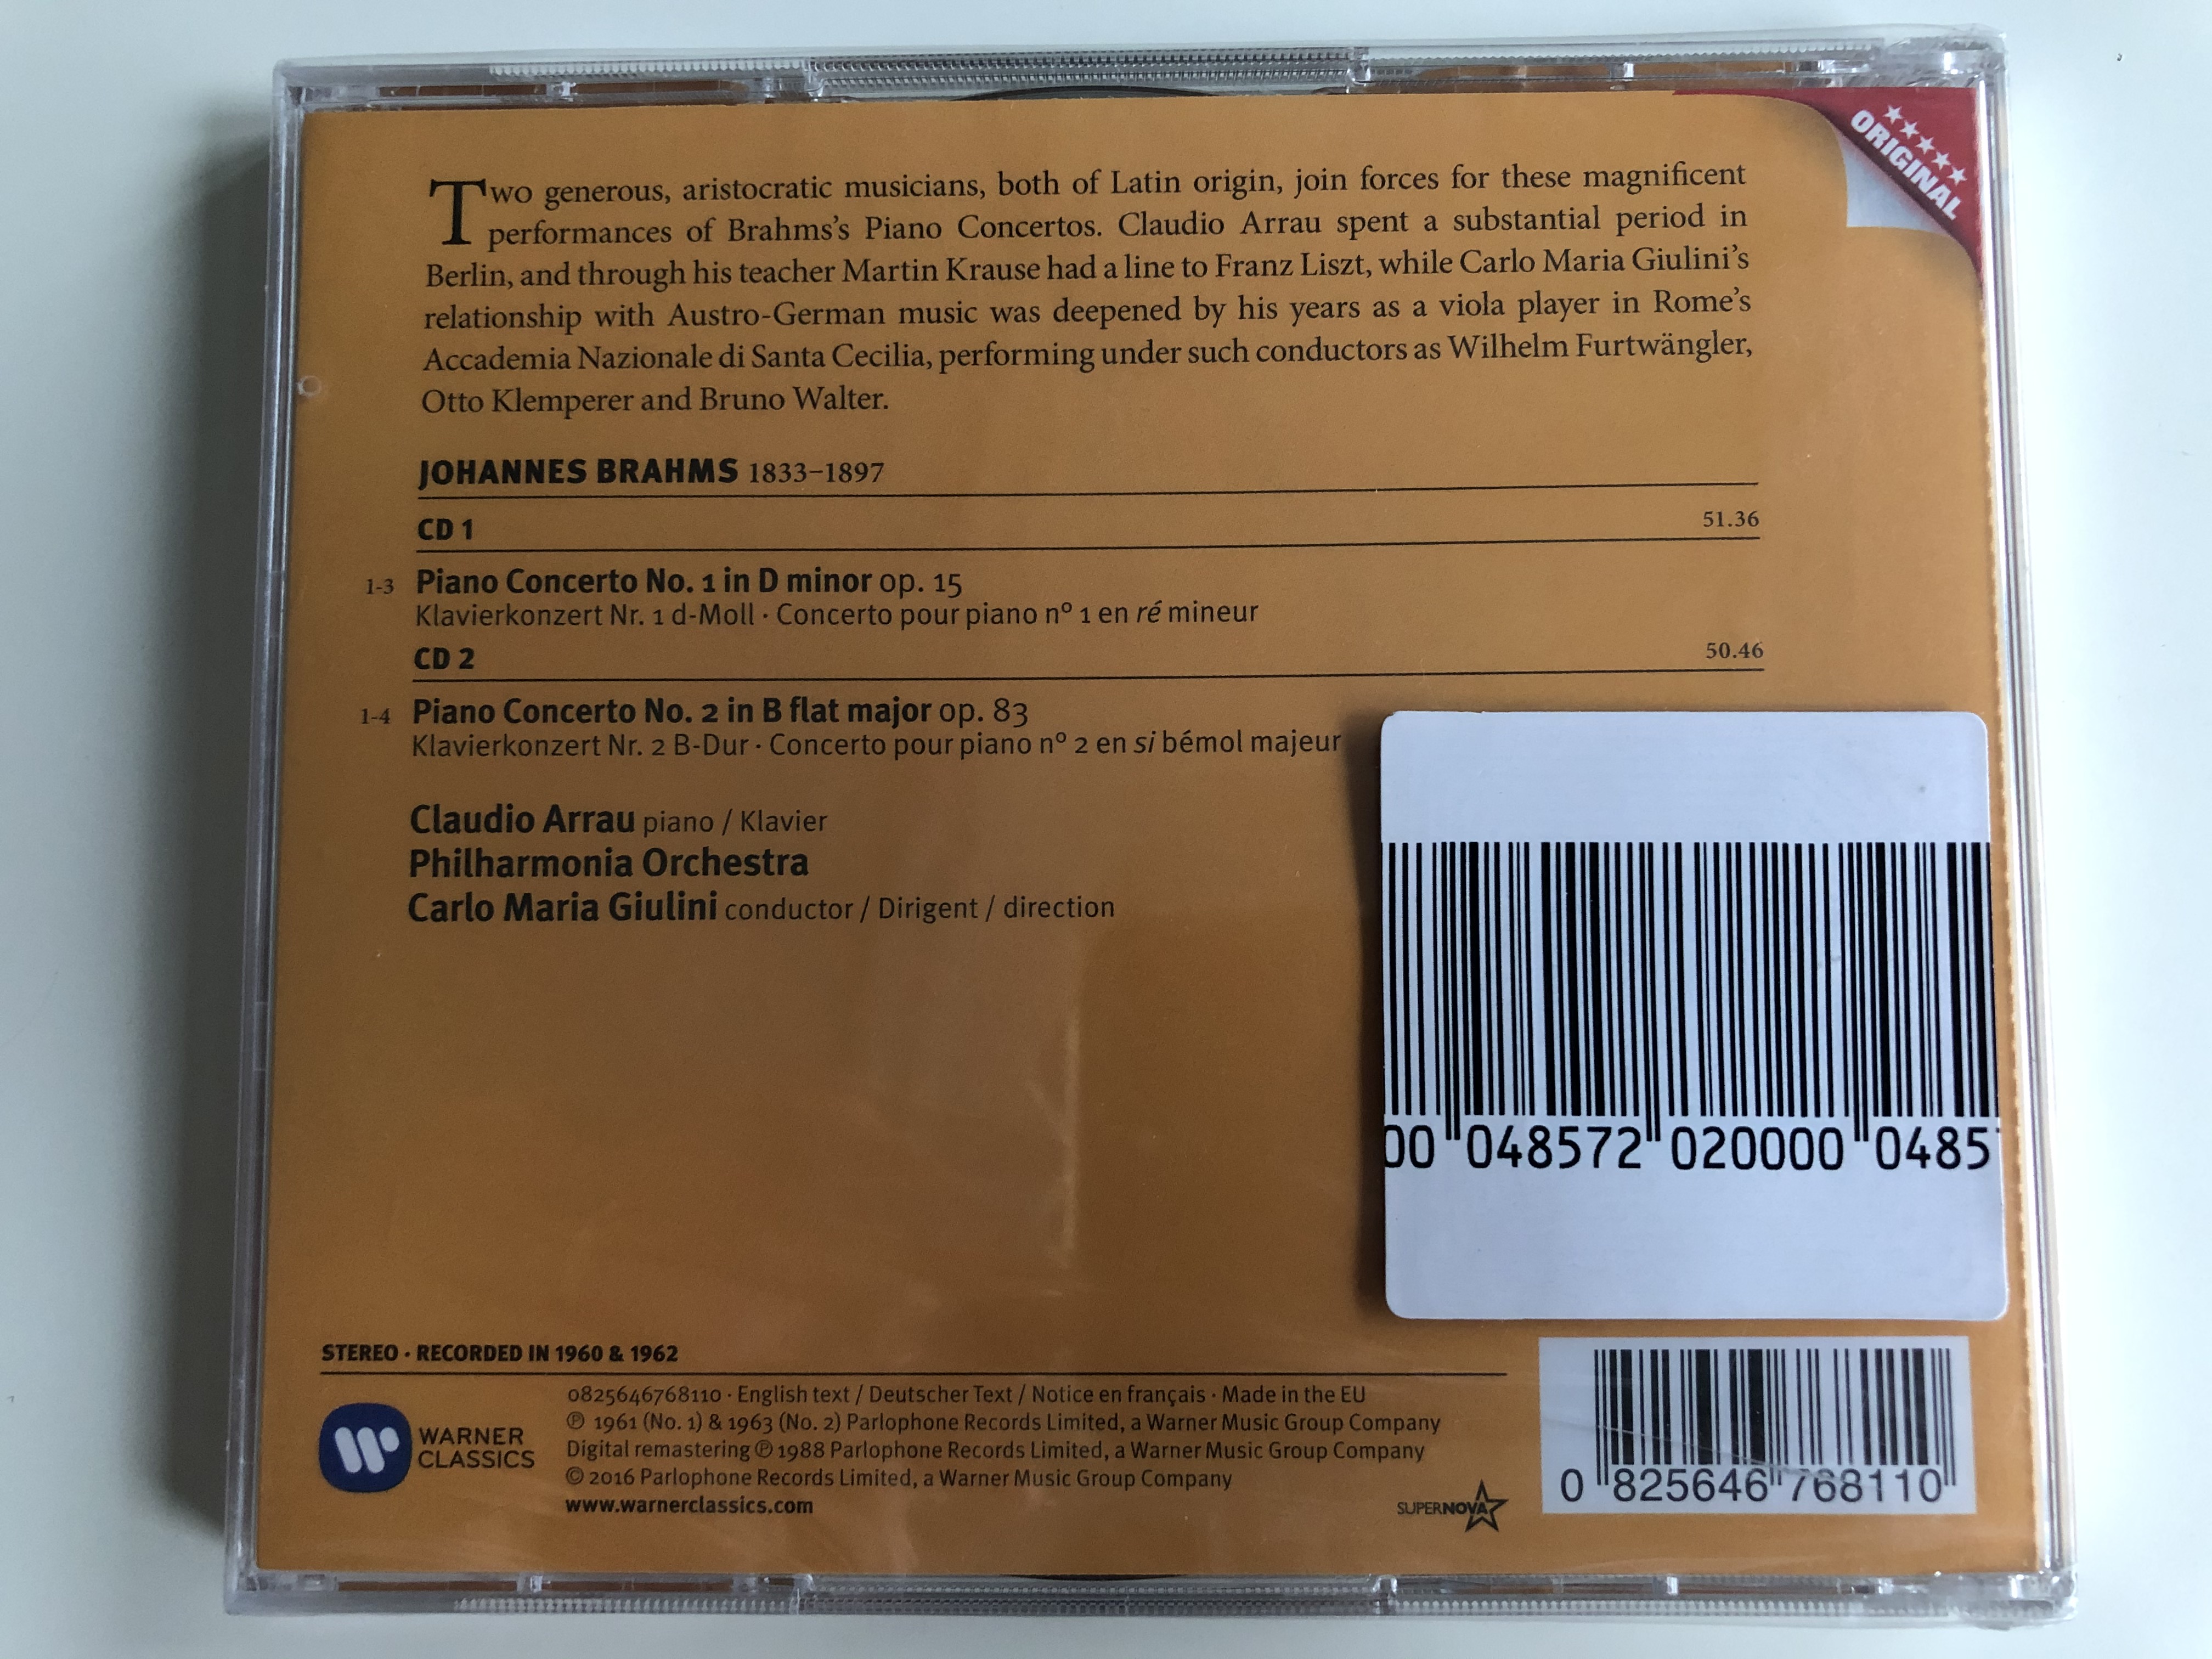 ★★★★★
ORIGINAL
Two generous, aristocratic musicians, both of Latin origin, join forces for these magnificent
performances of Brahms's Piano Concertos. Claudio Arrau spent a substantial period in
Berlin, and through his teacher Martin Krause had a line to Franz Liszt, while Carlo Maria Giulini's
relationship with Austro-German music was deepened by his years as a viola player in Rome's
Accademia Nazionale di Santa Cecilia, performing under such conductors as Wilhelm Furtwängler,
Otto Klemperer and Bruno Walter.
JOHANNES BRAHMS 1833–1897
CD 1 51.36
1-3 Piano Concerto No. 1 in D minor op. 15
Klavierkonzert Nr. 1 d-Moll · Concerto pour piano nº 1 en ré mineur
CD 2 50.46
1-4 Piano Concerto No. 2 in B flat major op. 83
Klavierkonzert Nr. 2 B-Dur · Concerto pour piano nº 2 en si bémol majeur
Claudio Arrau piano / Klavier
Philharmonia Orchestra
Carlo Maria Giulini conductor / Dirigent / direction
00 048572 020000 0485
STEREO · RECORDED IN 1960 & 1962
WARNER
CLASSICS
0825646768110 · English text / Deutscher Text / Notice en français · Made in the EU
℗ 1961 (No. 1) & 1963 (No. 2) Parlophone Records Limited, a Warner Music Group Company
Digital remastering ℗ 1988 Parlophone Records Limited, a Warner Music Group Company
© 2016 Parlophone Records Limited, a Warner Music Group Company
www.warnerclassics.com
SUPERNOVA
0 825646 768110